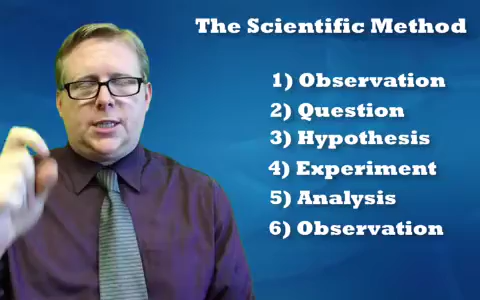 The Scientific Method
1) Observation
2) Question
3) Hypothesis
4) Experiment
5) Analysis
6) Observation